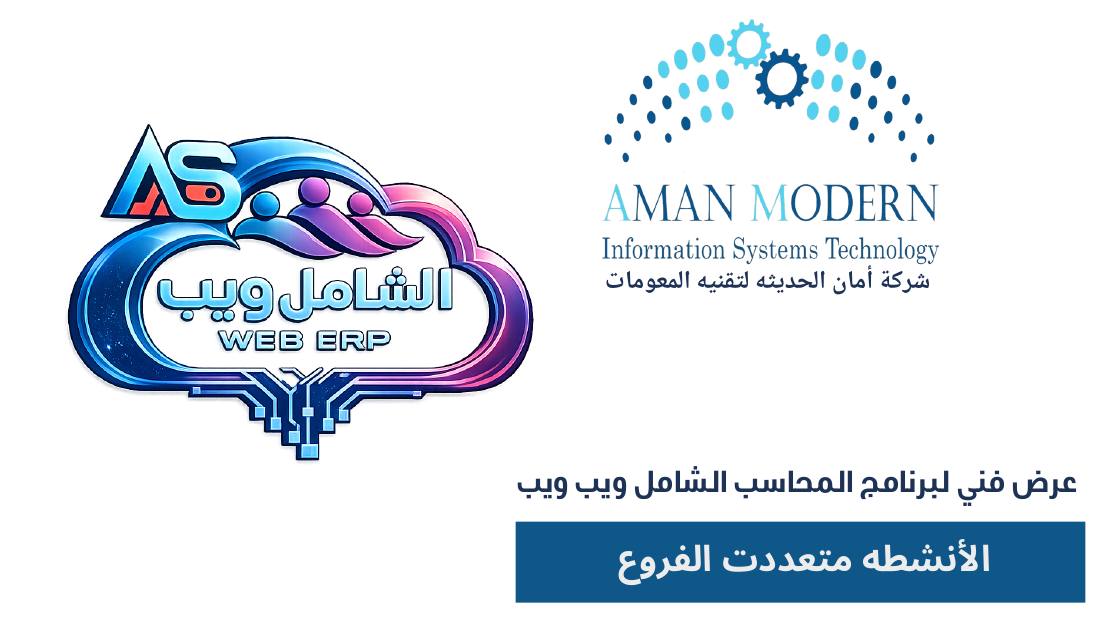 AS
الشامل ويب
WEB ERP
AMAN MODERN
Information Systems Technology
شركة أمان الحديثه لتقنيه المعلومات
عرض فني لبرنامج المحاسب الشامل ويب ويب
الأنشطه متعددت الفروع